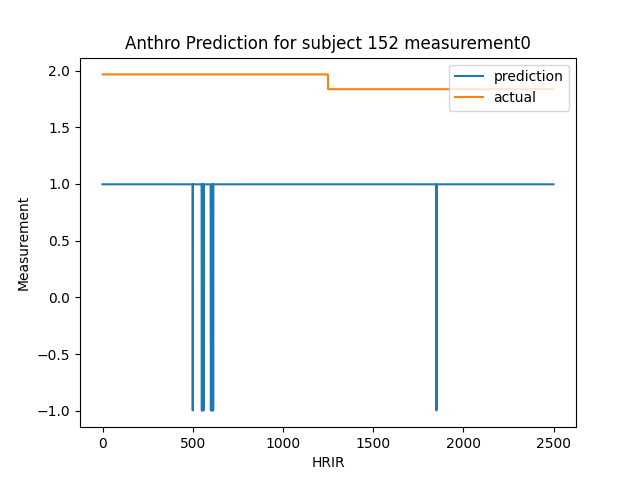 Anthro Prediction for subject 152 measurement0
prediction
actual
2.0
1.5
1.0
0.5
0.0
−0.5
−1.0
Measurement
0
500
1000
1500
2000
2500
HRIR